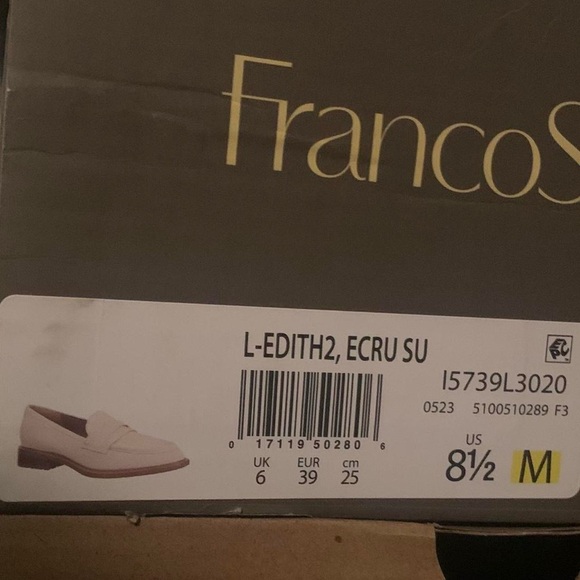 FrancoS
L-EDITH2, ECRU SU
I5739L3020
0523 5100510289 F3
0 17119 50280 6
US
UK EUR cm
6 39 25
8½ M